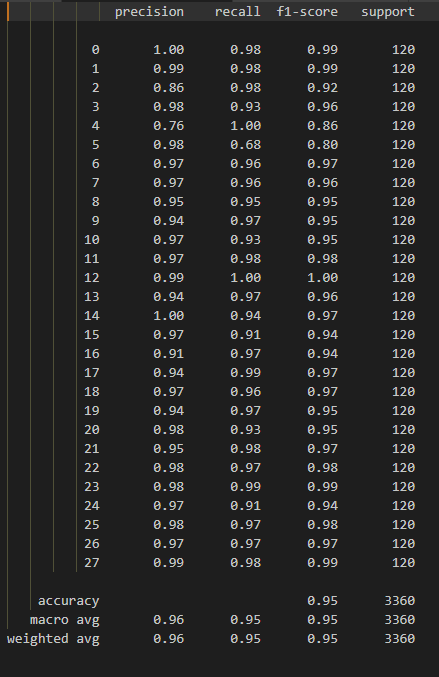 precision recall f1-score support
0 1.00 0.98 0.99 120
1 0.99 0.98 0.99 120
2 0.86 0.98 0.92 120
3 0.98 0.93 0.96 120
4 0.76 1.00 0.86 120
5 0.98 0.68 0.80 120
6 0.97 0.96 0.97 120
7 0.97 0.96 0.96 120
8 0.95 0.95 0.95 120
9 0.94 0.97 0.95 120
10 0.97 0.93 0.95 120
11 0.97 0.98 0.98 120
12 0.99 1.00 1.00 120
13 0.94 0.97 0.96 120
14 1.00 0.94 0.97 120
15 0.97 0.91 0.94 120
16 0.91 0.97 0.94 120
17 0.94 0.99 0.97 120
18 0.97 0.96 0.97 120
19 0.94 0.97 0.95 120
20 0.98 0.93 0.95 120
21 0.95 0.98 0.97 120
22 0.98 0.97 0.98 120
23 0.98 0.99 0.99 120
24 0.97 0.91 0.94 120
25 0.98 0.97 0.98 120
26 0.97 0.97 0.97 120
27 0.99 0.98 0.99 120
accuracy 0.95 3360
macro avg 0.96 0.95 0.95 3360
weighted avg 0.96 0.95 0.95 3360